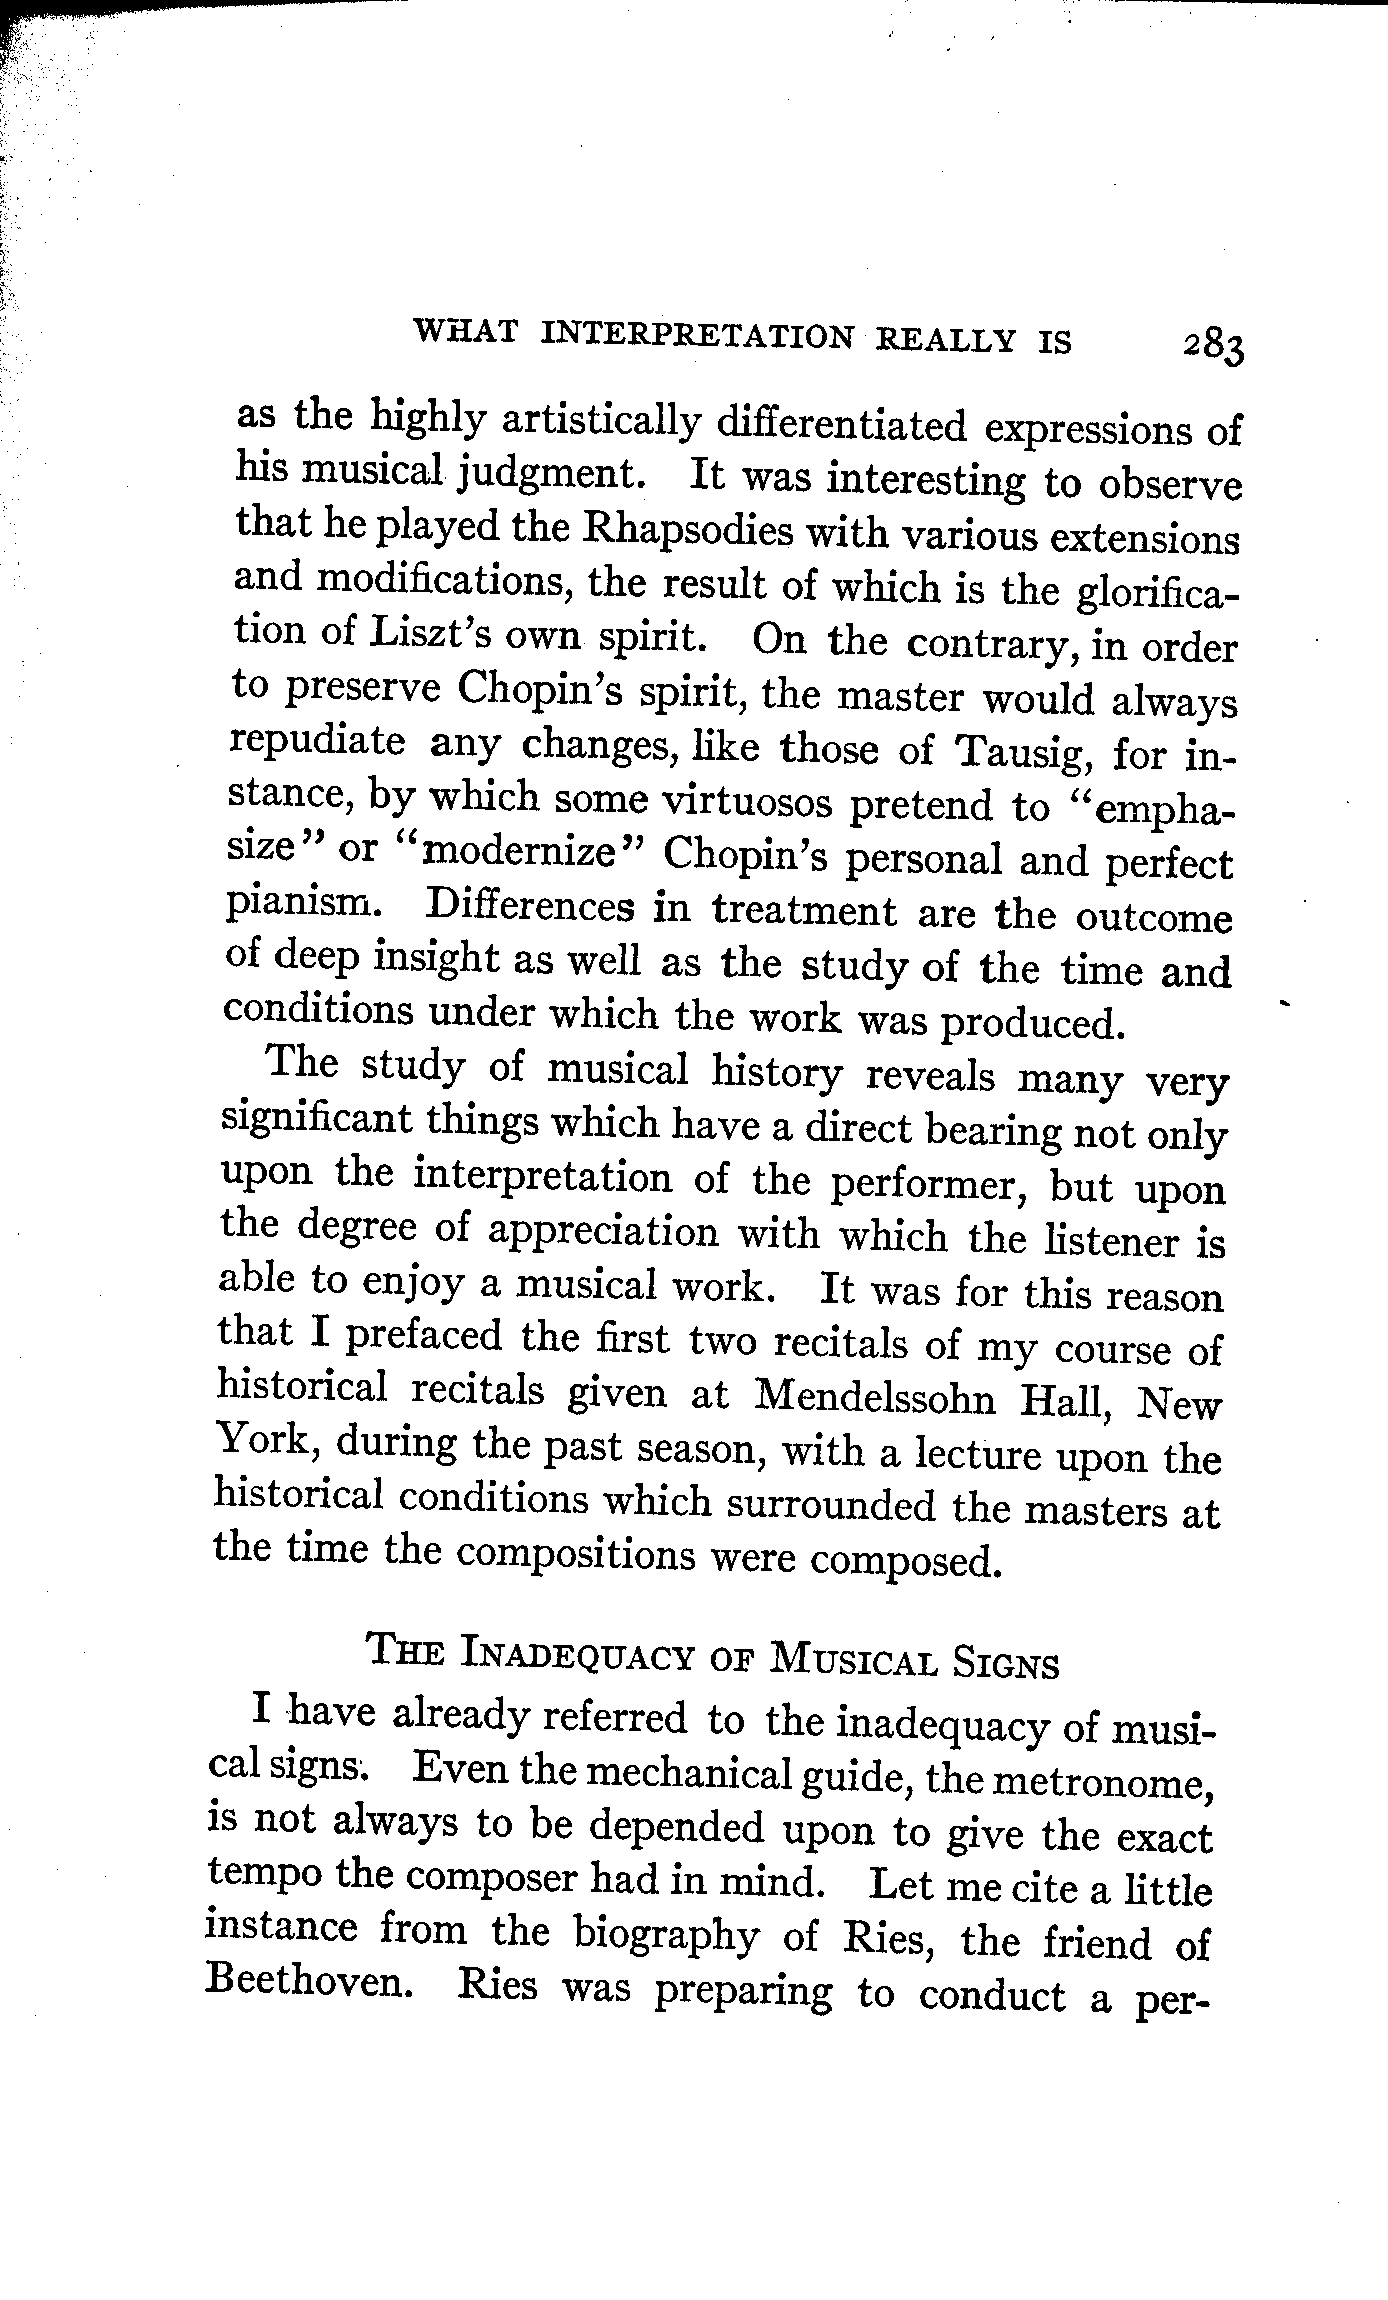 WHAT INTERPRETATION REALLY IS 283
as the highly artistically differentiated expressions of
his musical judgment. It was interesting to observe
that he played the Rhapsodies with various extensions
and modifications, the result of which is the glorifica-
tion of Liszt's own spirit. On the contrary, in order
to preserve Chopin's spirit, the master would always
repudiate any changes, like those of Tausig, for in-
stance, by which some virtuosos pretend to "empha-
size" or "modernize" Chopin's personal and perfect
pianism. Differences in treatment are the outcome
of deep insight as well as the study of the time and
conditions under which the work was produced.
The study of musical history reveals many very
significant things which have a direct bearing not only
upon the interpretation of the performer, but upon
the degree of appreciation with which the listener is
able to enjoy a musical work. It was for this reason
that I prefaced the first two recitals of my course of
historical recitals given at Mendelssohn Hall, New
York, during the past season, with a lecture upon the
historical conditions which surrounded the masters at
the time the compositions were composed.
THE INADEQUACY OF MUSICAL SIGNS
I have already referred to the inadequacy of musi-
cal signs. Even the mechanical guide, the metronome,
is not always to be depended upon to give the exact
tempo the composer had in mind. Let me cite a little
instance from the biography of Ries, the friend of
Beethoven. Ries was preparing to conduct a per-